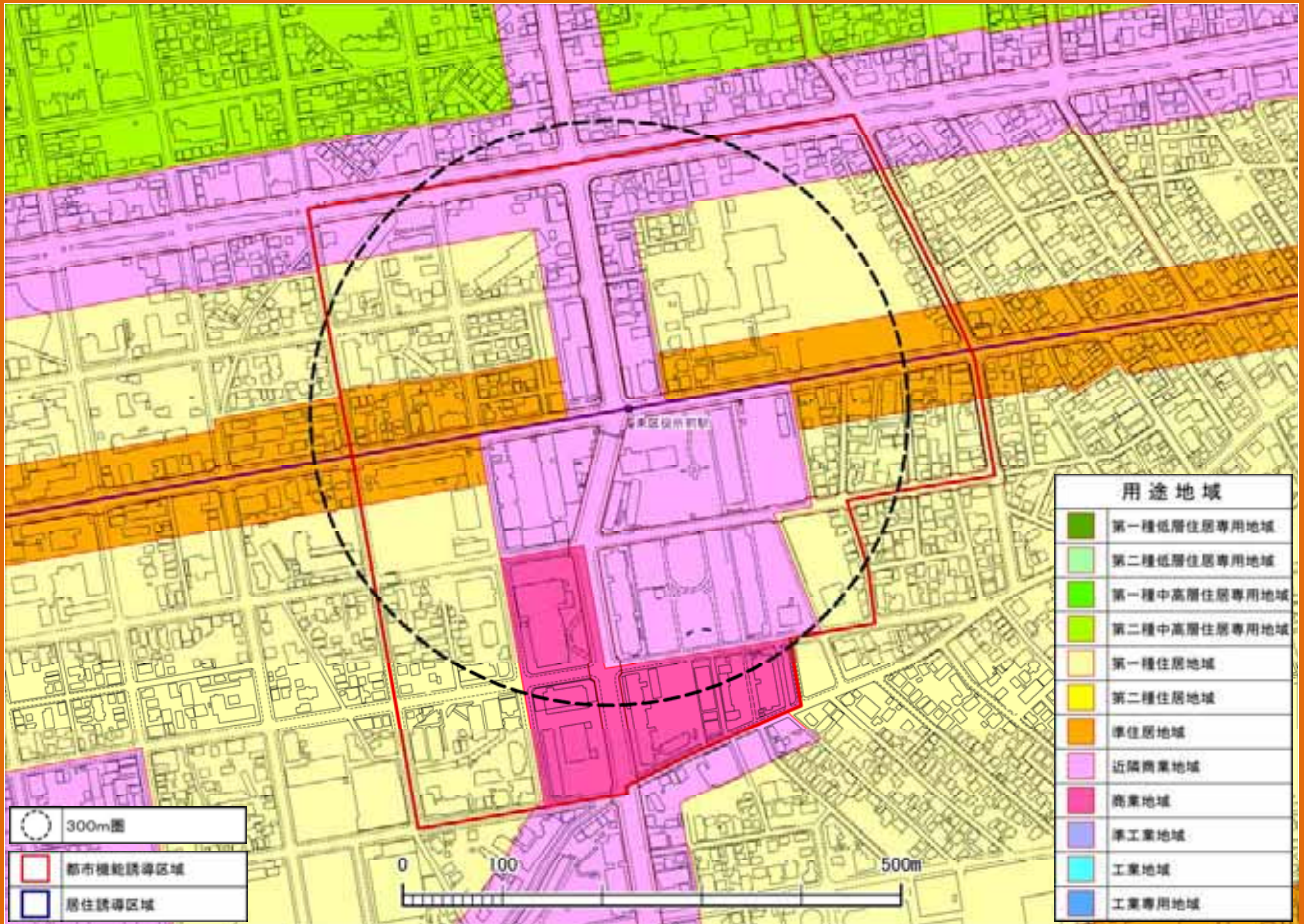 東区役所前駅
用途地域
第一種低層住居専用地域
第二種低層住居専用地域
第一種中高層住居専用地域
第二種中高層住居専用地域
第一種住居地域
第二種住居地域
準住居地域
近隣商業地域
商業地域
準工業地域
工業地域
工業専用地域
300m圏
都市機能誘導区域
居住誘導区域
0 100 500m